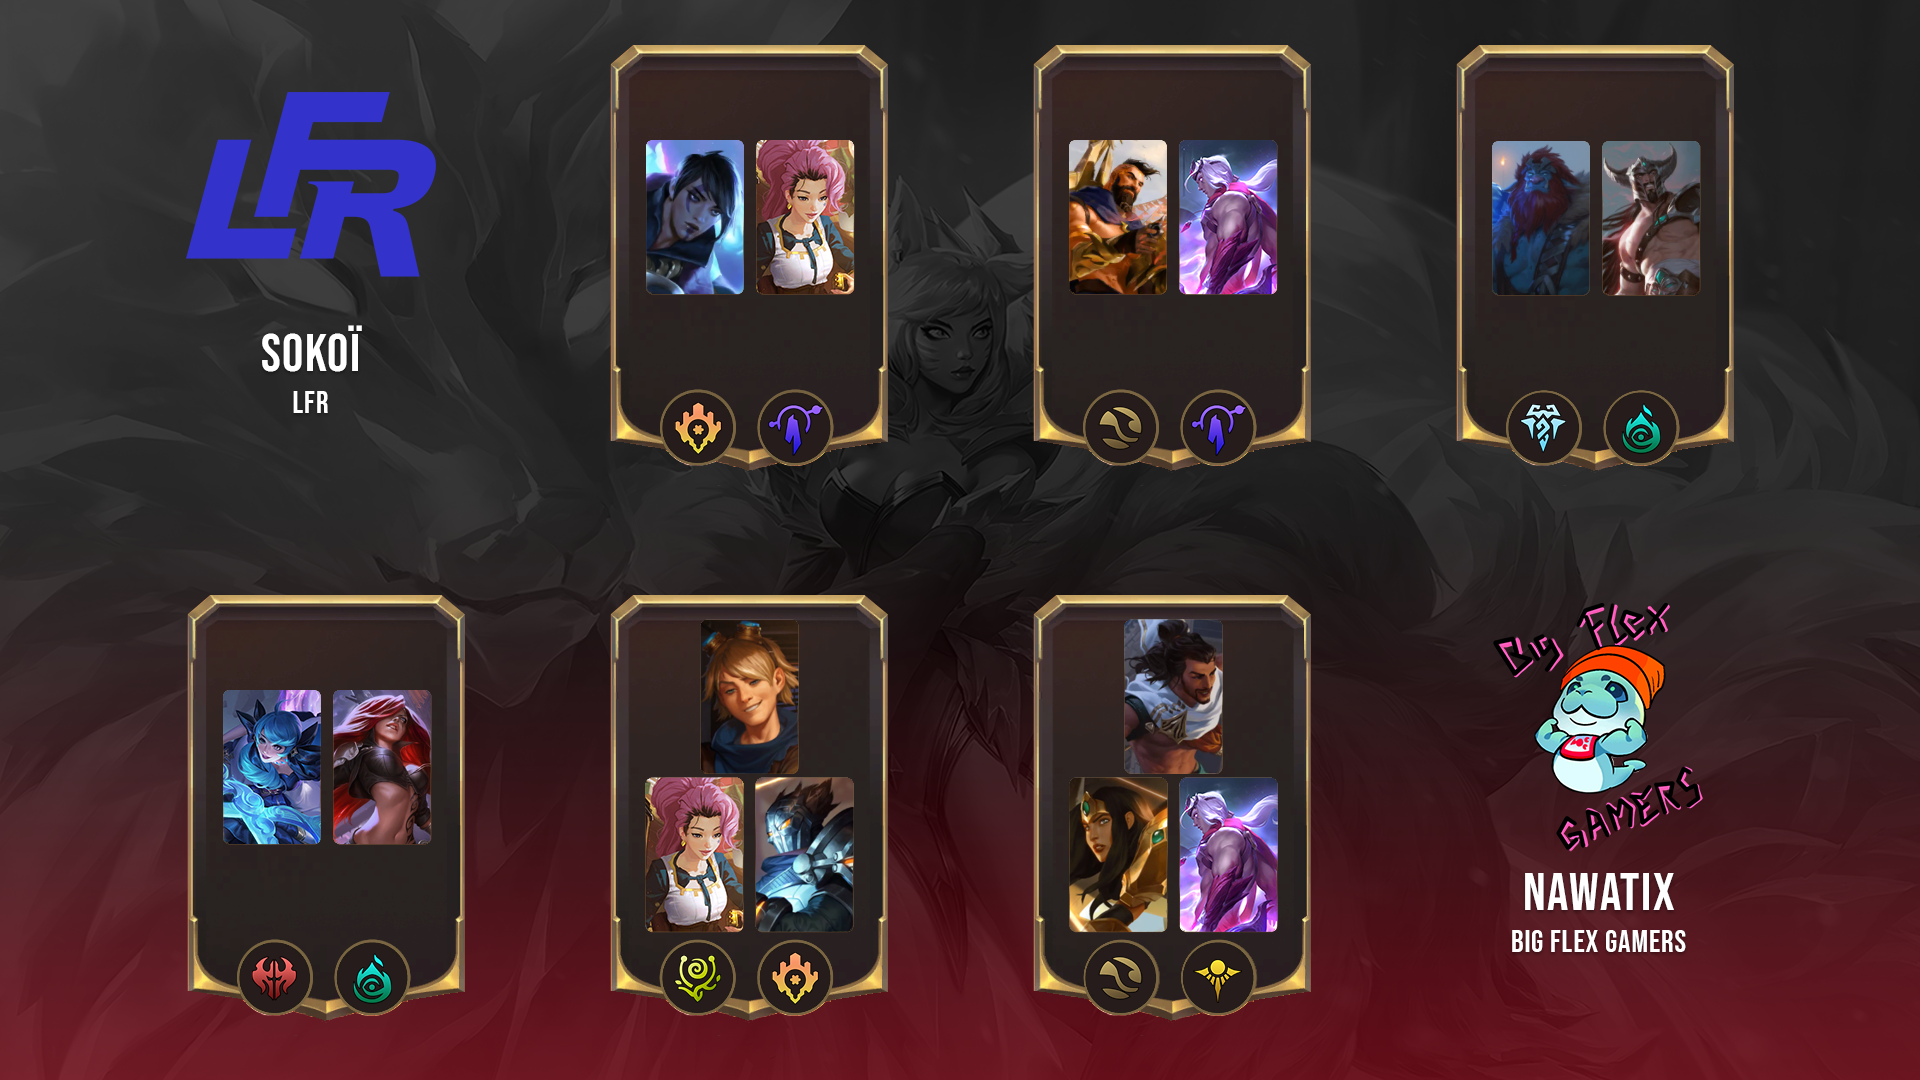 LFR
SOKOÏ
LFR
Big Flex
GAMERS
NAWATIX
BIG FLEX GAMERS